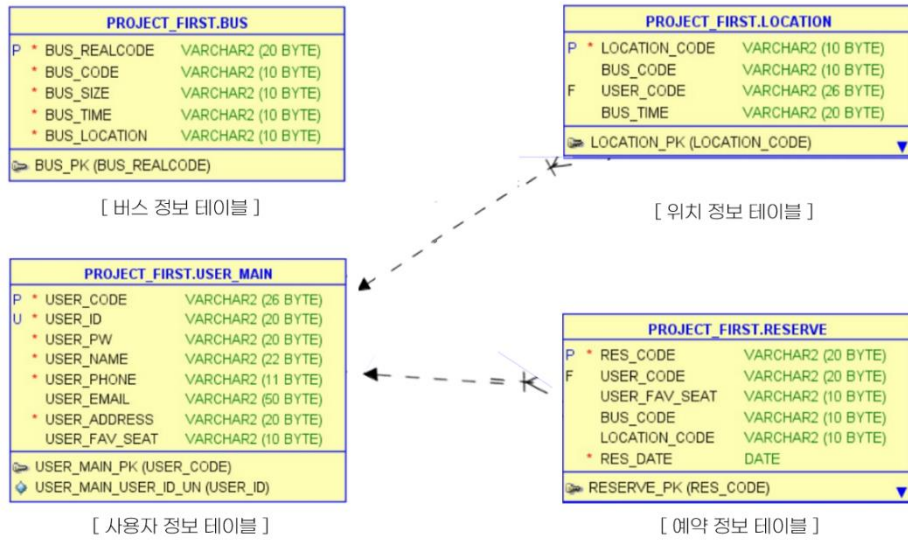 PROJECT_FIRST.BUS
P * BUS_REALCODE VARCHAR2 (20 BYTE)
* BUS_CODE VARCHAR2 (10 BYTE)
* BUS_SIZE VARCHAR2 (10 BYTE)
* BUS_TIME VARCHAR2 (10 BYTE)
* BUS_LOCATION VARCHAR2 (10 BYTE)
BUS_PK (BUS_REALCODE)
[ 버스 정보 테이블 ]
PROJECT_FIRST.LOCATION
P * LOCATION_CODE VARCHAR2 (10 BYTE)
BUS_CODE VARCHAR2 (10 BYTE)
F USER_CODE VARCHAR2 (26 BYTE)
BUS_TIME VARCHAR2 (20 BYTE)
LOCATION_PK (LOCATION_CODE)
[ 위치 정보 테이블 ]
PROJECT_FIRST.USER_MAIN
P * USER_CODE VARCHAR2 (26 BYTE)
U * USER_ID VARCHAR2 (20 BYTE)
* USER_PW VARCHAR2 (20 BYTE)
* USER_NAME VARCHAR2 (22 BYTE)
* USER_PHONE VARCHAR2 (11 BYTE)
USER_EMAIL VARCHAR2 (50 BYTE)
* USER_ADDRESS VARCHAR2 (20 BYTE)
USER_FAV_SEAT VARCHAR2 (10 BYTE)
USER_MAIN_PK (USER_CODE)
USER_MAIN_USER_ID_UN (USER_ID)
[ 사용자 정보 테이블 ]
PROJECT_FIRST.RESERVE
P * RES_CODE VARCHAR2 (20 BYTE)
F USER_CODE VARCHAR2 (20 BYTE)
USER_FAV_SEAT VARCHAR2 (10 BYTE)
BUS_CODE VARCHAR2 (10 BYTE)
LOCATION_CODE VARCHAR2 (10 BYTE)
* RES_DATE DATE
RESERVE_PK (RES_CODE)
[ 예약 정보 테이블 ]